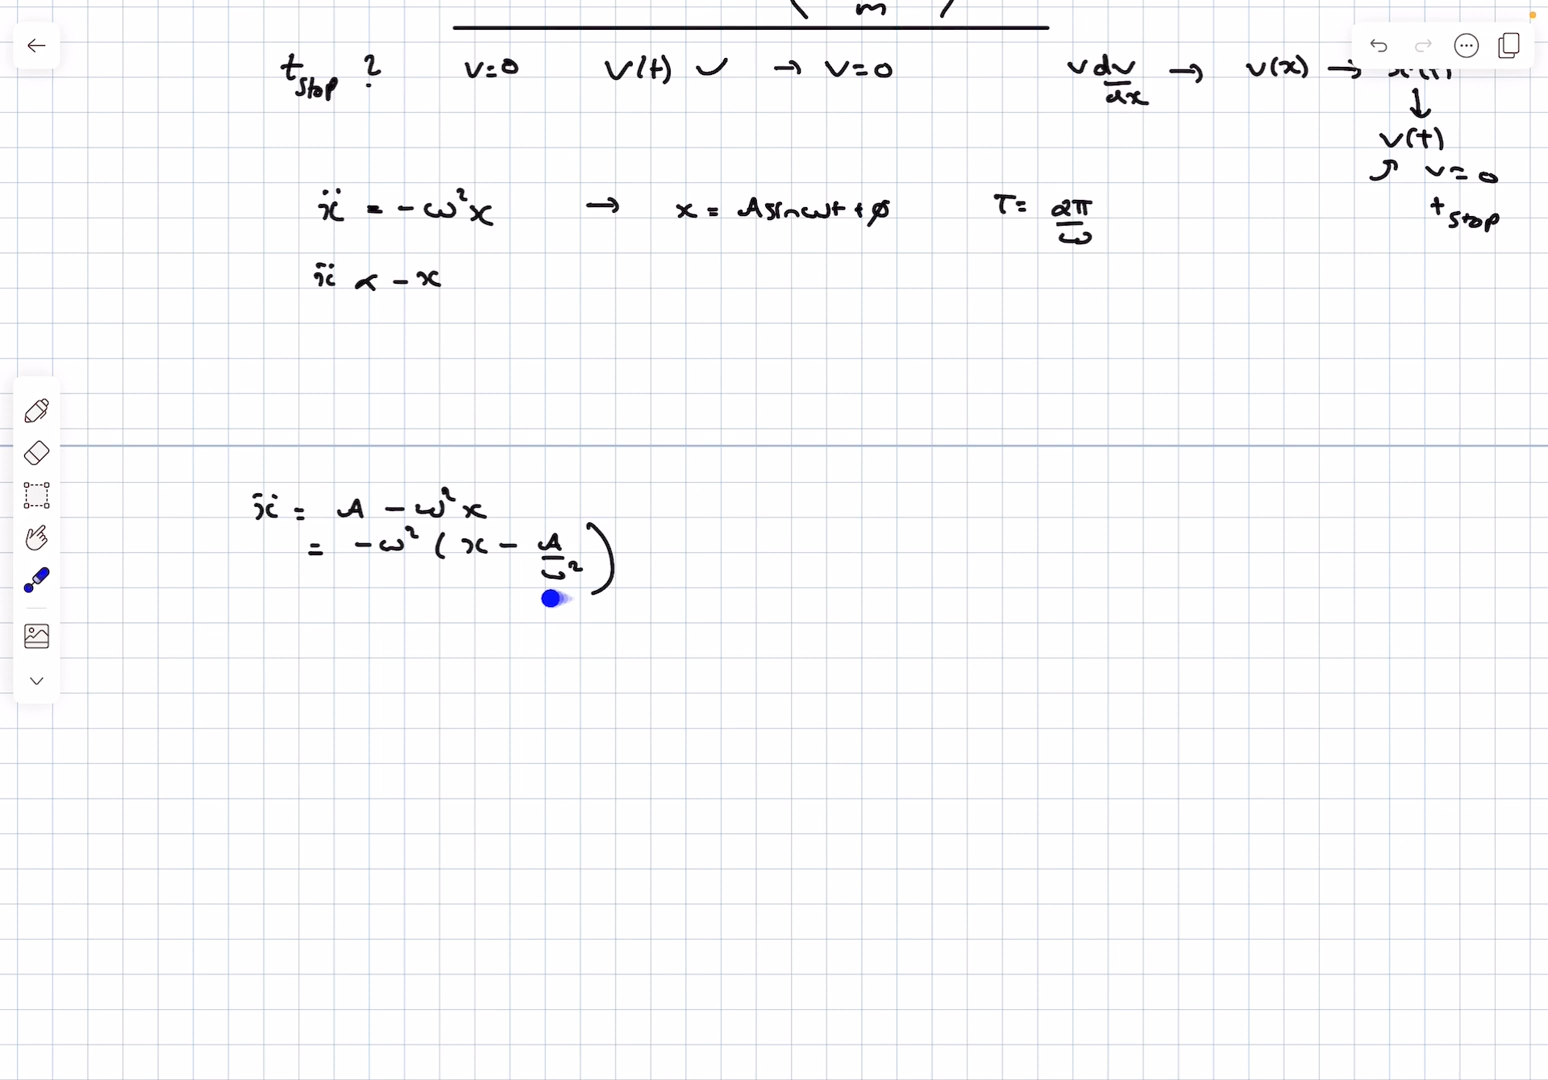 m
t_stop ? v=0 v(t) ✓ → v=0 v dv/dx → v(x) →
↓
v(t)
v=0
t_stop
ẍ = -ω²x → x = A sin ωt + φ T = 2π/ω
ẍ ∝ -x
ẍ = A - ω²x
= -ω² ( x - A/ω² )